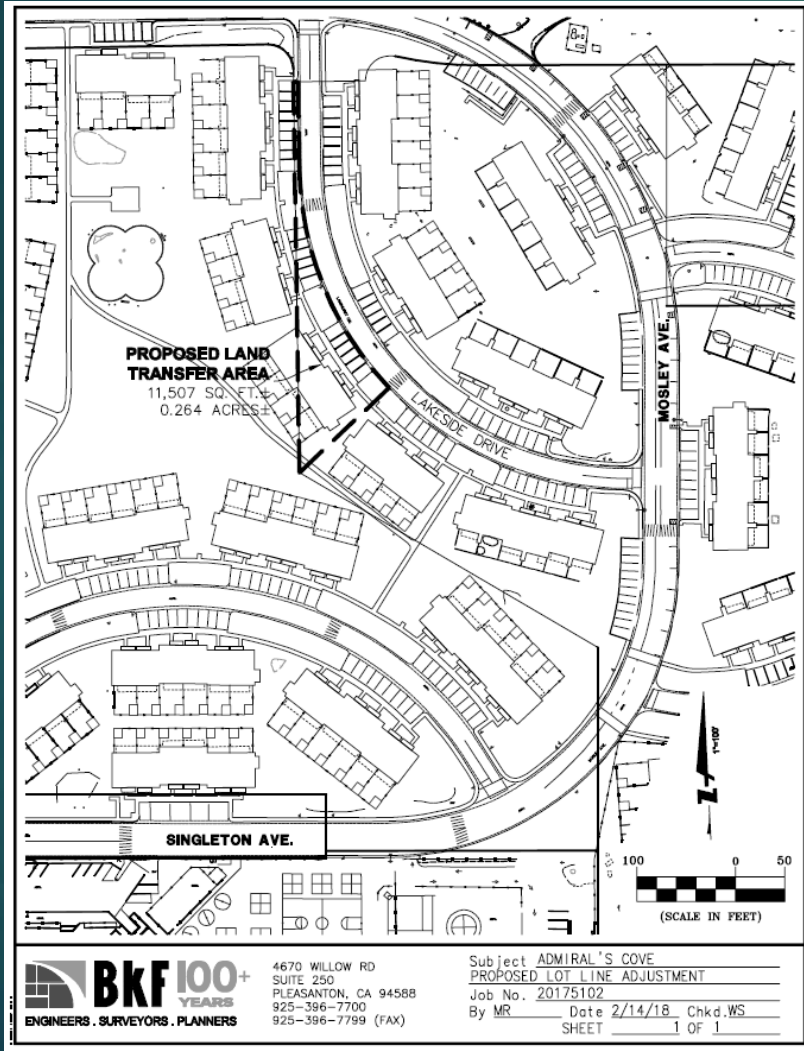 PROPOSED LAND
TRANSFER AREA
11,507 SQ. FT.±
0.264 ACRES±
LAKESIDE DRIVE
MOSLEY AVE.
SINGLETON AVE.
1"=100'
100 0 50
(SCALE IN FEET)
BKF 100+
YEARS
ENGINEERS . SURVEYORS . PLANNERS
4670 WILLOW RD
SUITE 250
PLEASANTON, CA 94588
925-396-7700
925-396-7799 (FAX)
Subject ADMIRAL'S COVE
PROPOSED LOT LINE ADJUSTMENT
Job No. 20175102
By MR Date 2/14/18 Chkd.WS
SHEET 1 OF 1